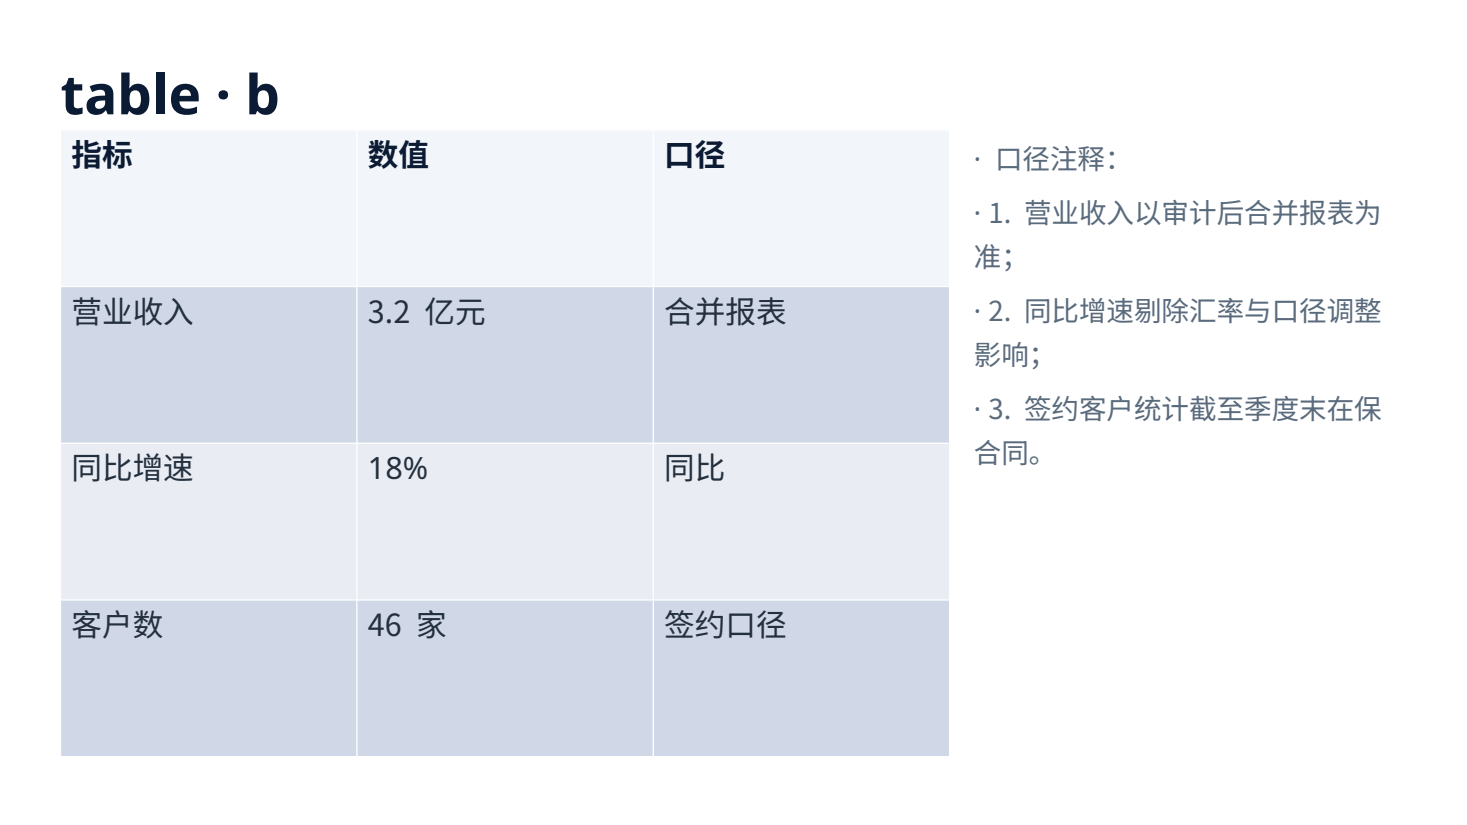 table · b
指标 数值 口径
营业收入 3.2 亿元 合并报表
同比增速 18% 同比
客户数 46 家 签约口径
· 口径注释：
· 1. 营业收入以审计后合并报表为
准；
· 2. 同比增速剔除汇率与口径调整
影响；
· 3. 签约客户统计截至季度末在保
合同。